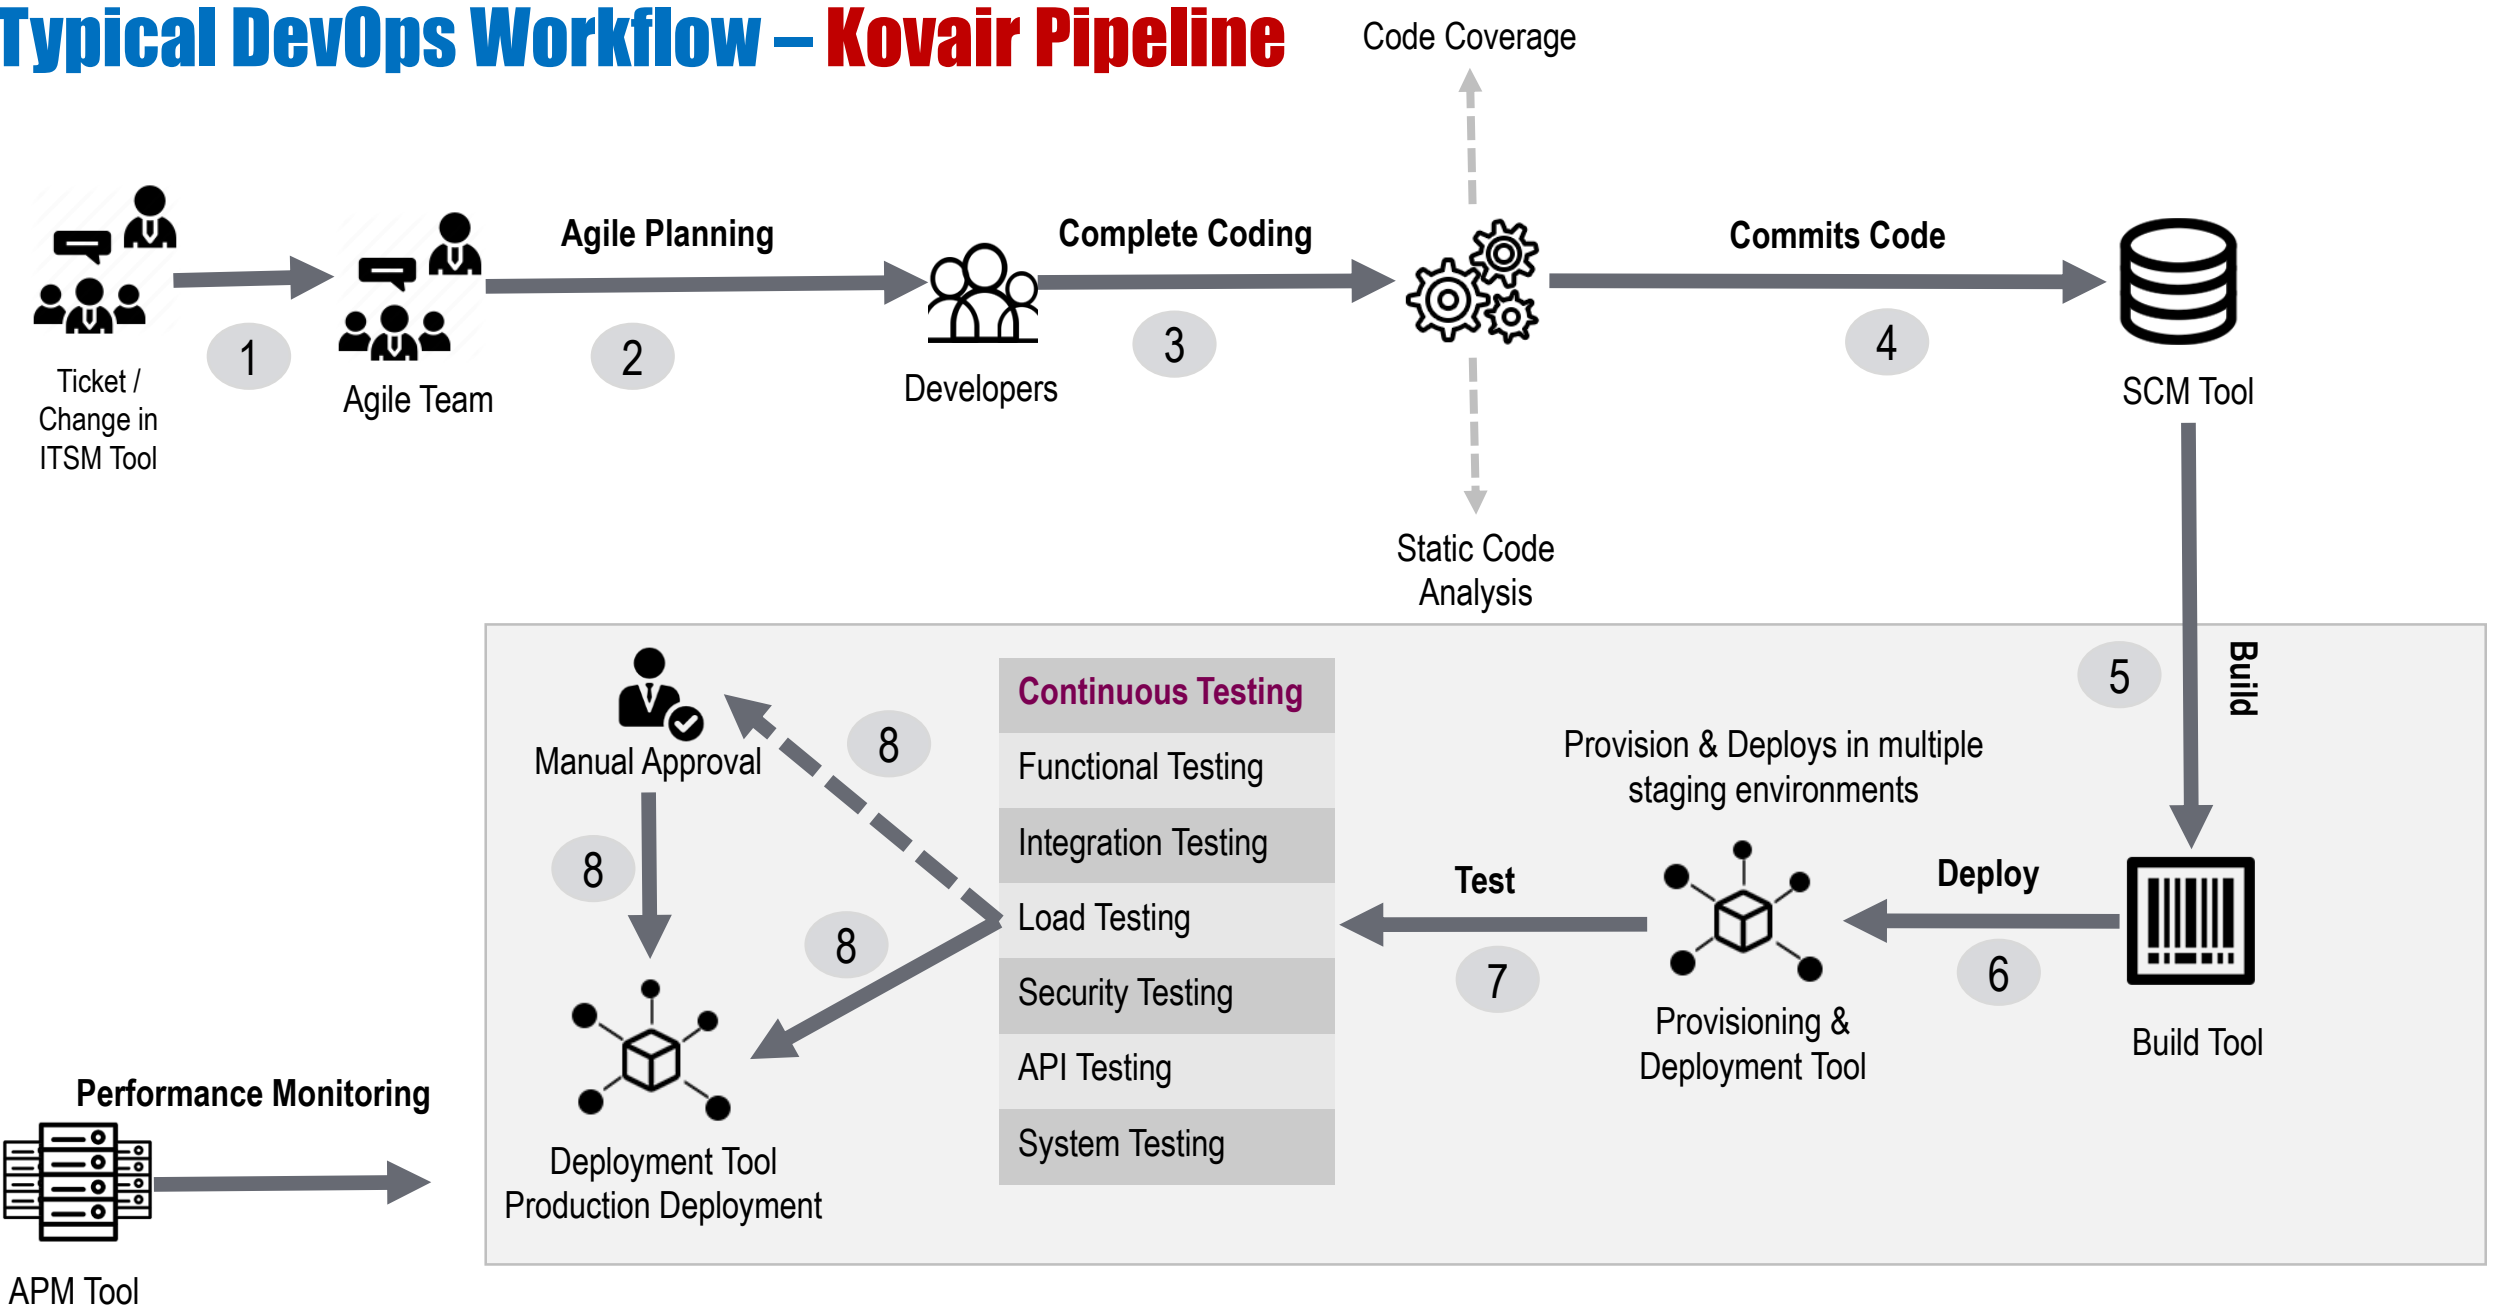 Typical DevOps Workflow – Kovair Pipeline
Code Coverage
Agile Planning
Complete Coding
Commits Code
1
2
3
4
Ticket /
Change in
ITSM Tool
Agile Team
Developers
SCM Tool
Static Code
Analysis
5
Build
Manual Approval
8
8
8
Continuous Testing
Functional Testing
Integration Testing
Load Testing
Security Testing
API Testing
System Testing
Provision & Deploys in multiple
staging environments
Test
7
Deploy
6
Provisioning &
Deployment Tool
Build Tool
Performance Monitoring
Deployment Tool
Production Deployment
APM Tool